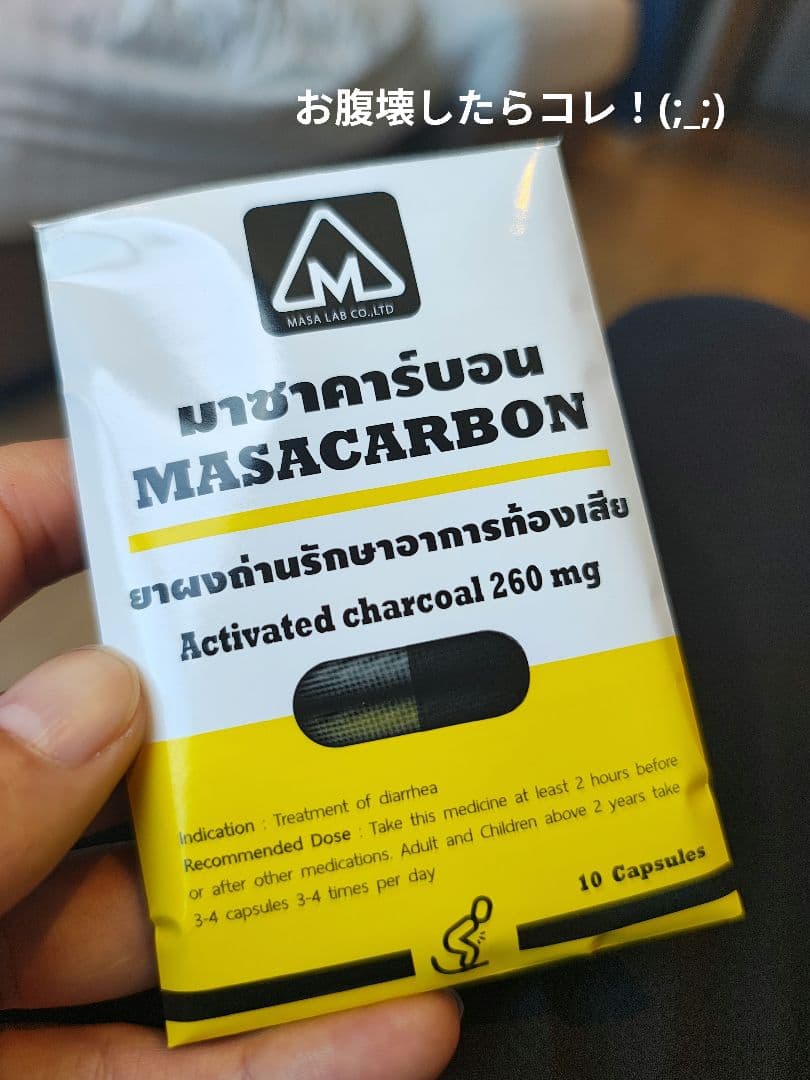 お腹壊したらコレ！(;_;)
M
MASA LAB CO.,LTD
มาซาคาร์บอน
MASACARBON
ยาผงถ่านรักษาอาการท้องเสีย
Activated charcoal 260 mg
Indication : Treatment of diarrhea
Recommended Dose : Take this medicine at least 2 hours before
or after other medications. Adult and Children above 2 years take
3-4 capsules 3-4 times per day
10 Capsules